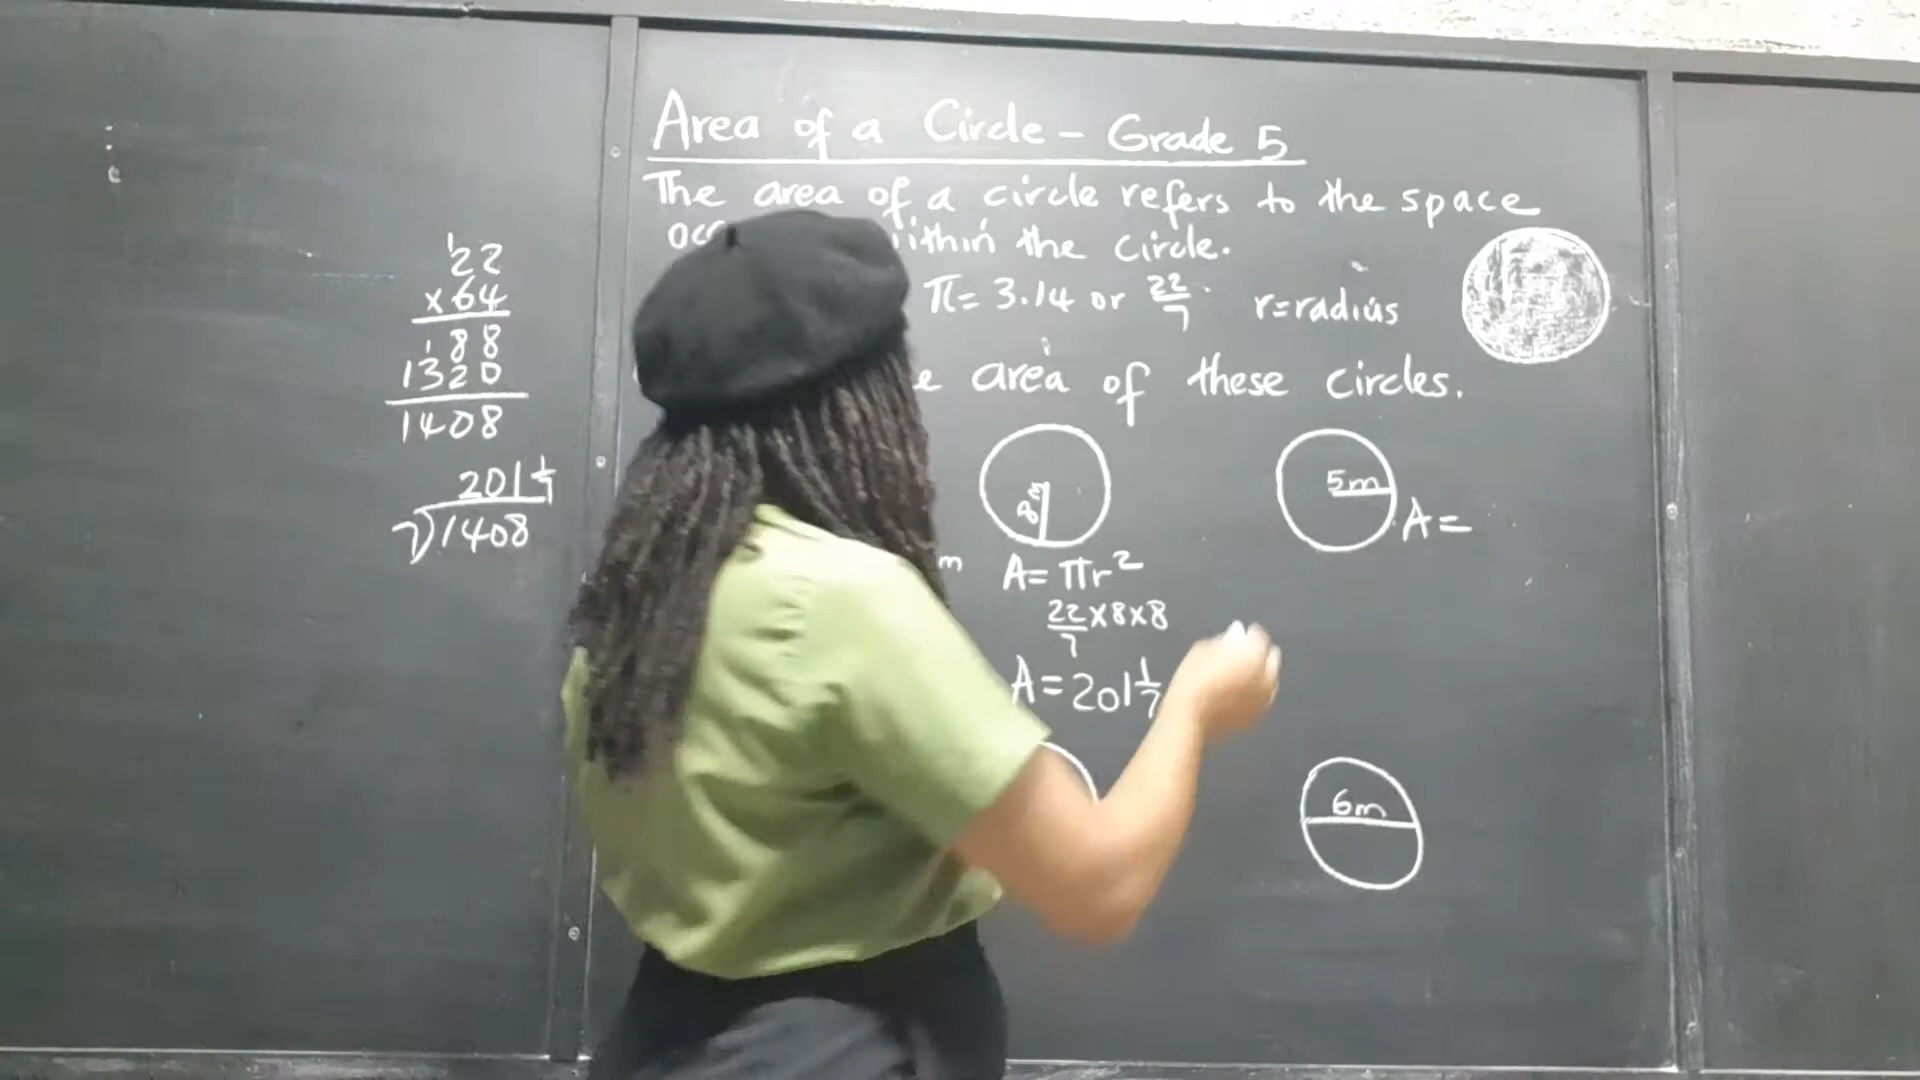 Area of a Circle - Grade 5
The area of a circle refers to the space
within the circle.
π = 3.14 or 22/7 r=radius
area of these circles.
22
x64
88
1320
1408
201 1/7
7)1408
8m
5m
A =
m
A = πr²
22/7 x 8 x 8
A = 201 1/7
6m